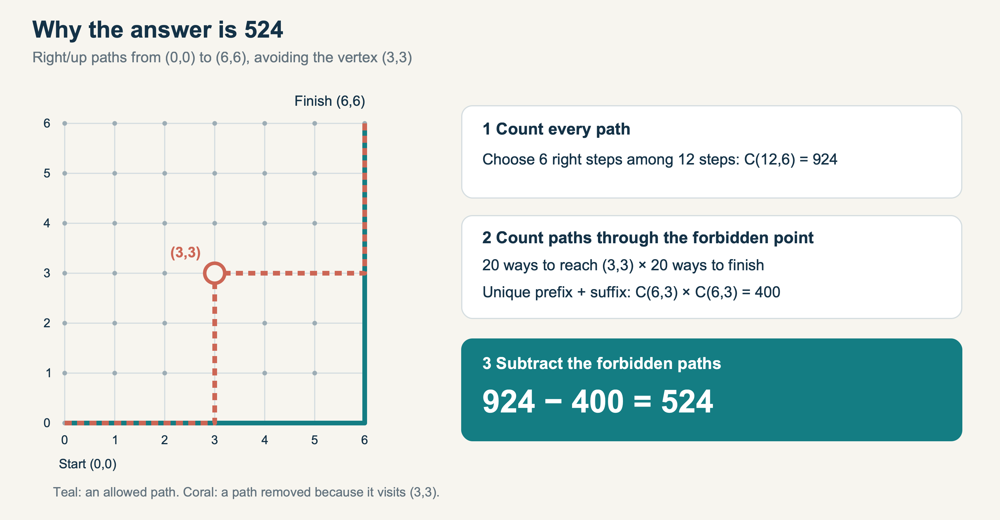 Why the answer is 524
Right/up paths from (0,0) to (6,6), avoiding the vertex (3,3)
Finish (6,6)
6
5
4
(3,3)
3
2
1
0
0 1 2 3 4 5 6
Start (0,0)
Teal: an allowed path. Coral: a path removed because it visits (3,3).
1 Count every path
Choose 6 right steps among 12 steps: C(12,6) = 924
2 Count paths through the forbidden point
20 ways to reach (3,3) × 20 ways to finish
Unique prefix + suffix: C(6,3) × C(6,3) = 400
3 Subtract the forbidden paths
924 − 400 = 524